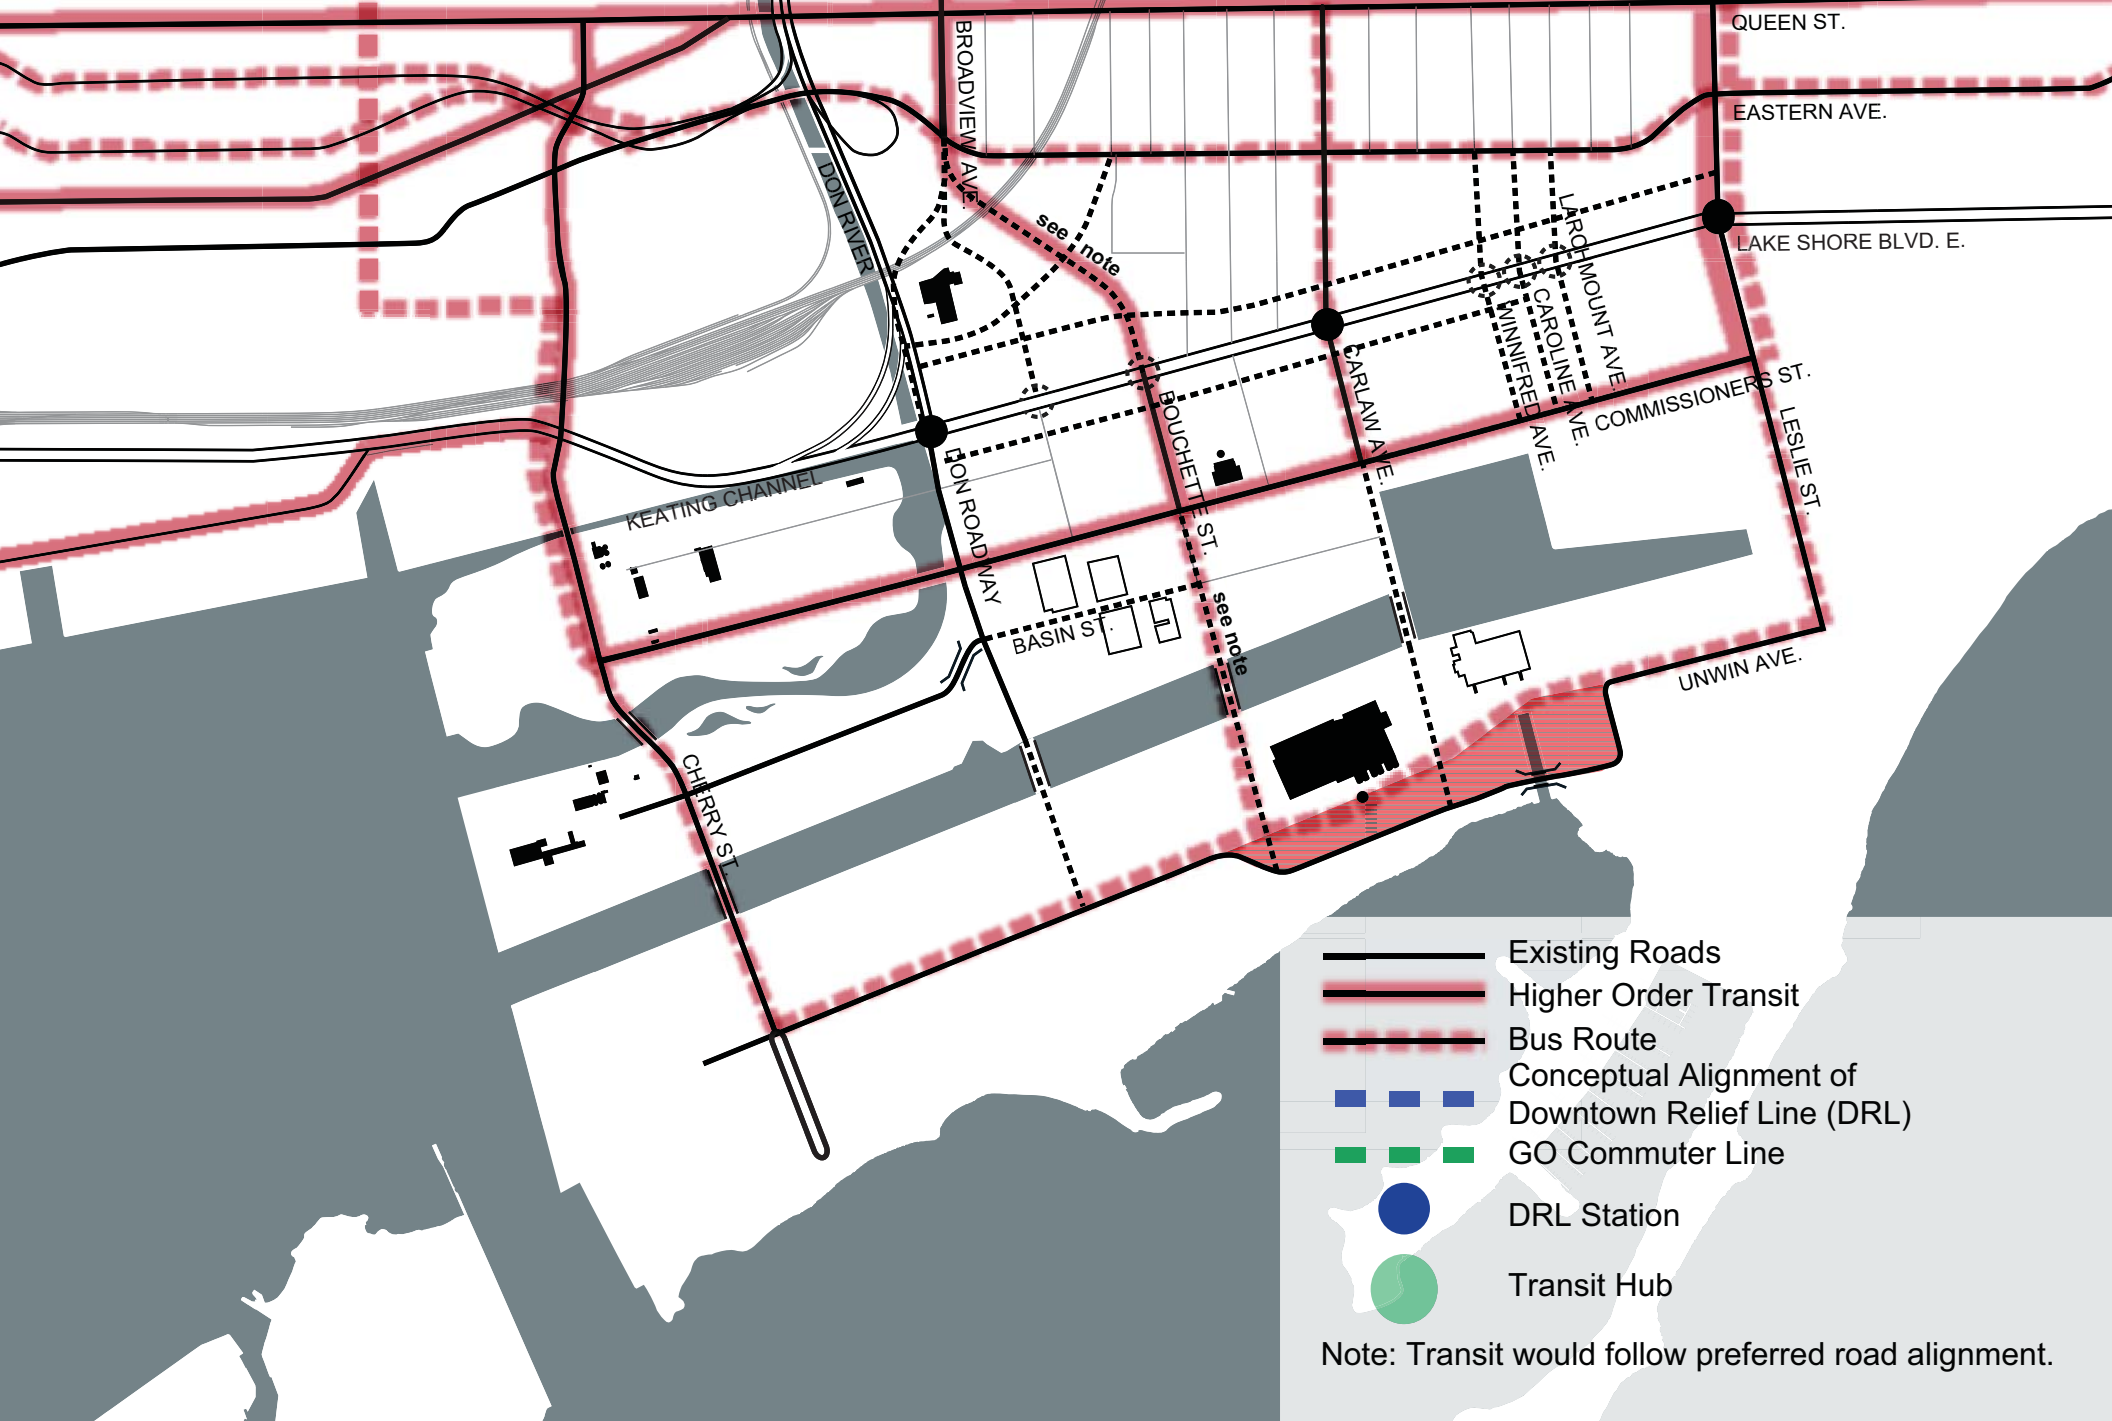 QUEEN ST.
BROADVIEW AVE.
EASTERN AVE.
DON RIVER
see note
LARCHMOUNT AVE.
LAKE SHORE BLVD. E.
CAROLINE AVE.
WINNIFRED AVE.
CARLAW AVE.
COMMISSIONERS ST.
BOUCHETTE ST.
LESLIE ST.
DON ROADWAY
KEATING CHANNEL
see note
BASIN ST.
UNWIN AVE.
CHERRY ST.
Existing Roads
Higher Order Transit
Bus Route
Conceptual Alignment of
Downtown Relief Line (DRL)
GO Commuter Line
DRL Station
Transit Hub
Note: Transit would follow preferred road alignment.